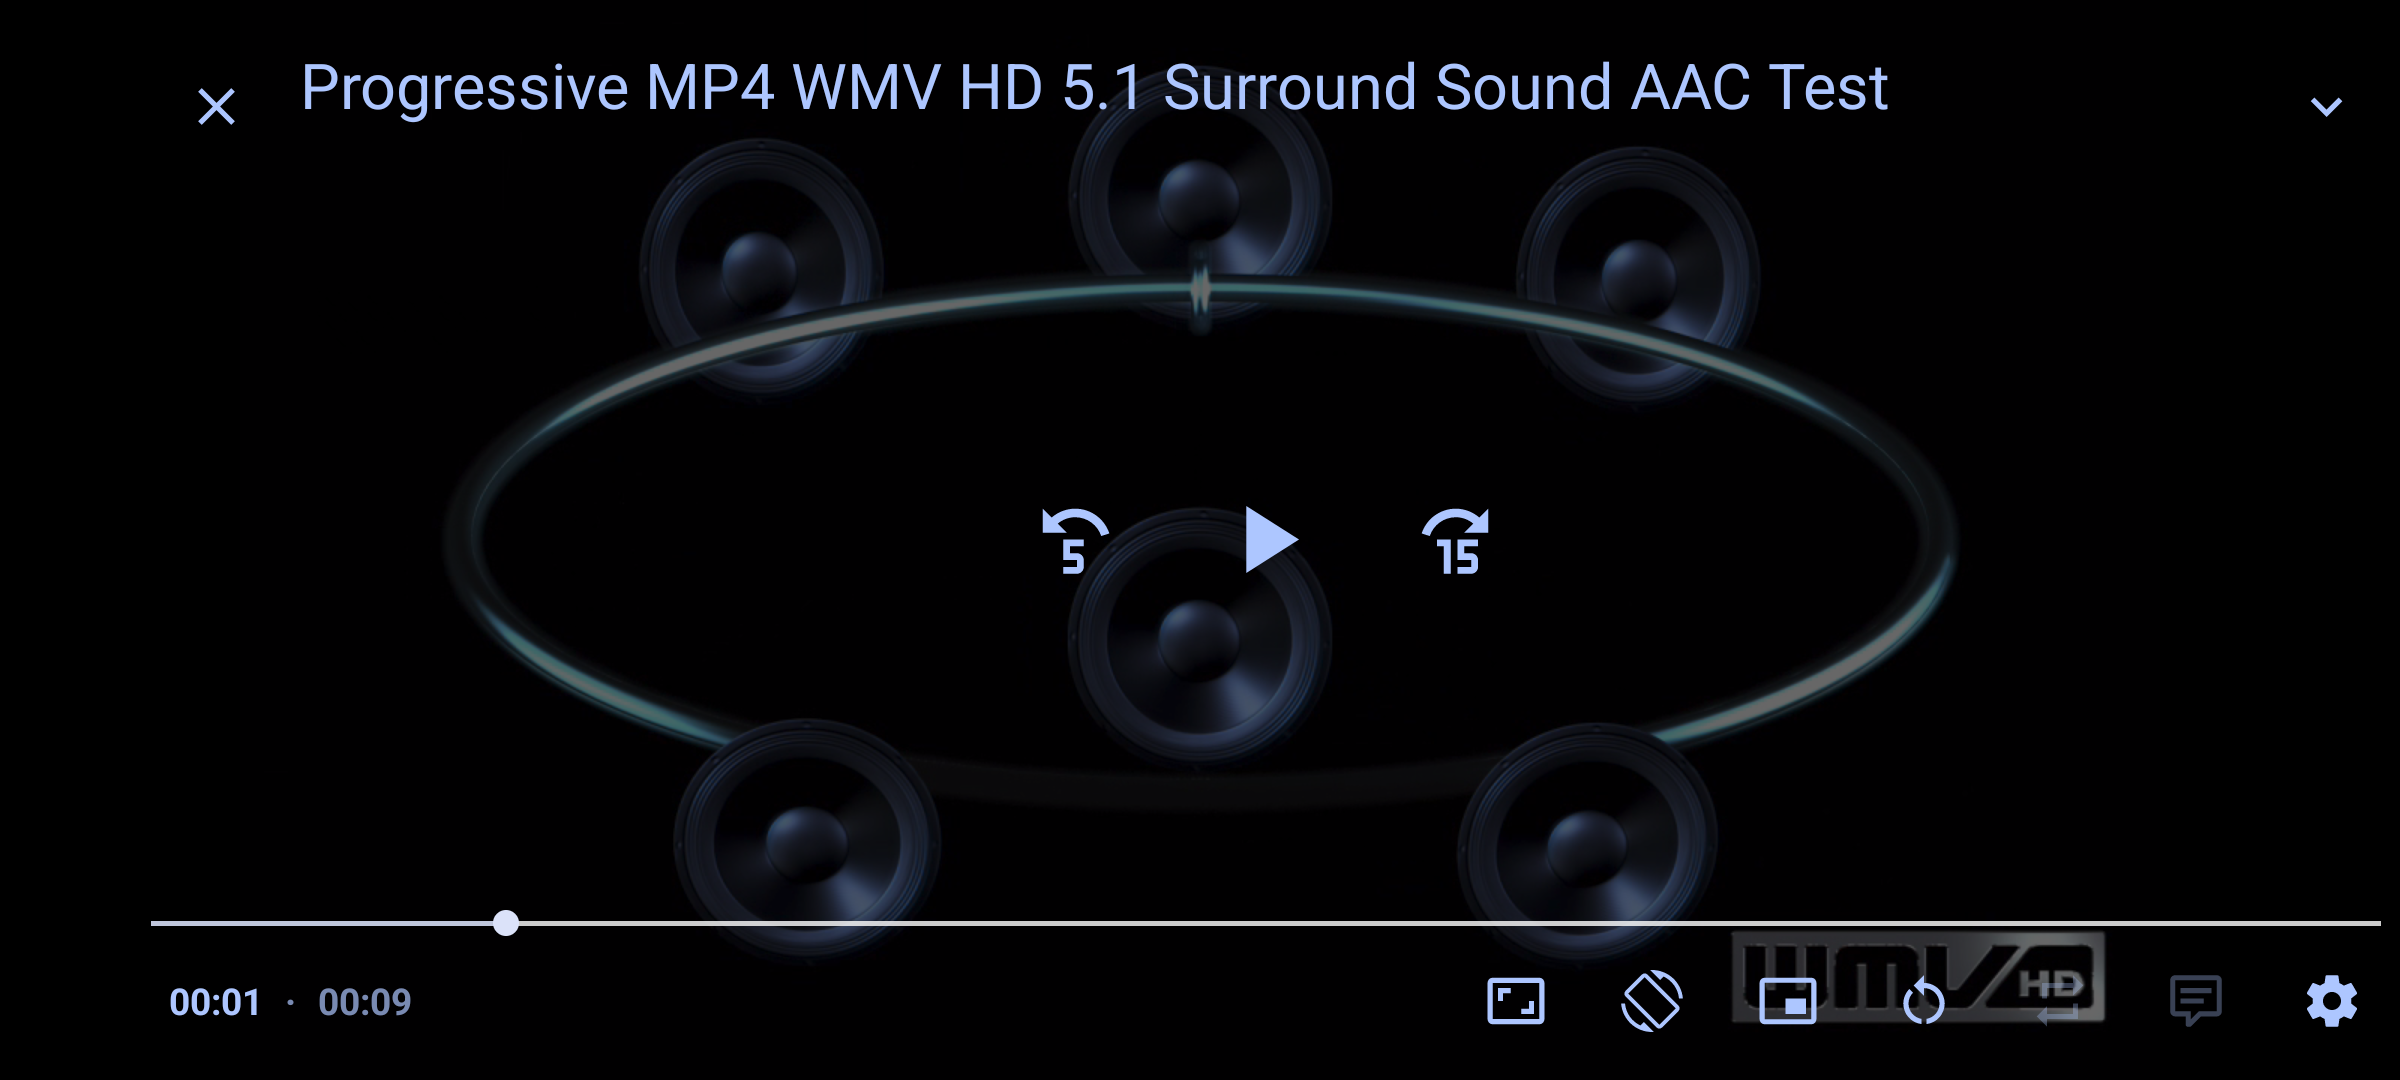 Progressive MP4 WMV HD 5.1 Surround Sound AAC Test
5
15
00:01 · 00:09
WMV HD